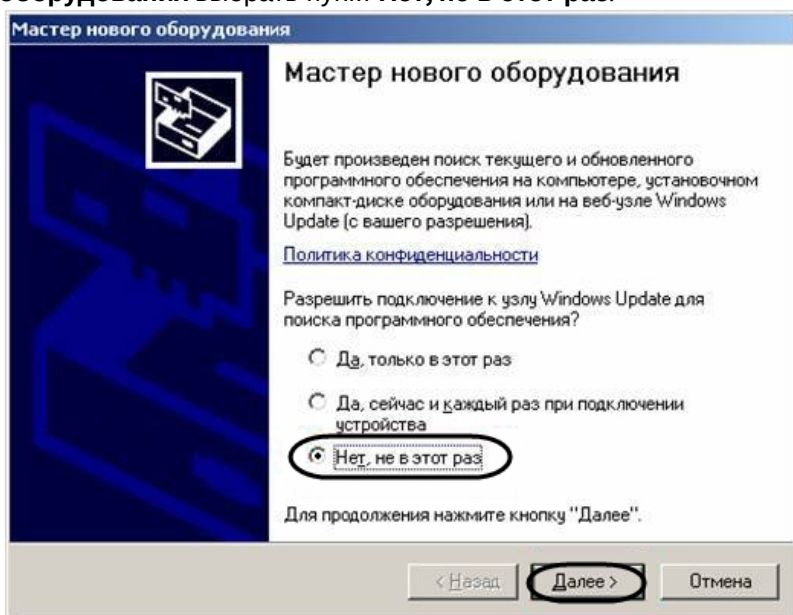 оборудования выбрать пункт Нет, не в этот раз.
Мастер нового оборудования
Мастер нового оборудования
Будет произведен поиск текущего и обновленного
программного обеспечения на компьютере, установочном
компакт-диске оборудования или на веб-узле Windows
Update (с вашего разрешения).
Политика конфиденциальности
Разрешить подключение к узлу Windows Update для
поиска программного обеспечения?
Да, только в этот раз
Да, сейчас и каждый раз при подключении
устройства
Нет, не в этот раз
Для продолжения нажмите кнопку "Далее".
< Назад Далее > Отмена